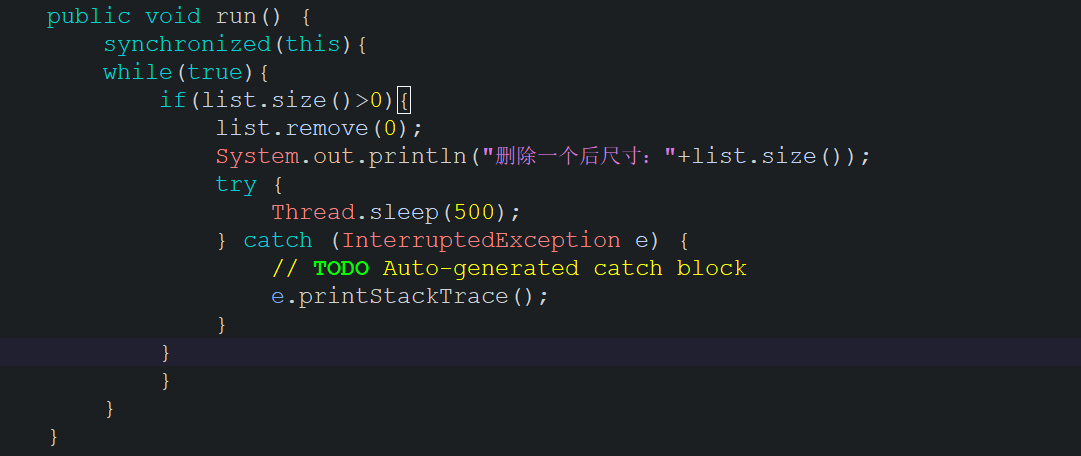 public void run() {
synchronized(this){
while(true){
if(list.size()>0){
list.remove(0);
System.out.println("删除一个后尺寸："+list.size());
try {
Thread.sleep(500);
} catch (InterruptedException e) {
// TODO Auto-generated catch block
e.printStackTrace();
}
}
}
}
}